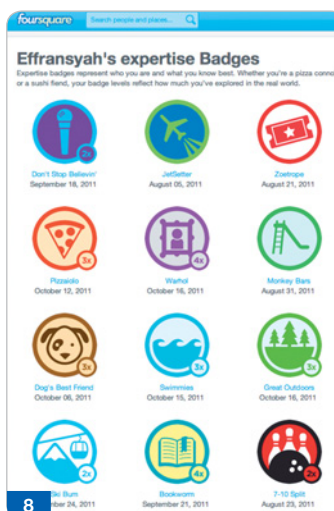 foursquare
Search people and places...
Effransyah's expertise Badges
Expertise badges represent who you are and what you know best. Whether you're a pizza conno
or a sushi fiend, your badge levels reflect how much you've explored in the real world.
2x
Don't Stop Believin' JetSetter Zoetrope
September 18, 2011 August 05, 2011 August 21, 2011
3x 4x
Pizzaiolo Warhol Monkey Bars
October 12, 2011 October 16, 2011 August 31, 2011
3x 3x 3x
Dog's Best Friend Swimmies Great Outdoors
October 06, 2011 October 15, 2011 October 16, 2011
2x 4x 2x
Ski Bum Bookworm 7-10 Split
8 ber 24, 2011 September 21, 2011 August 23, 2011